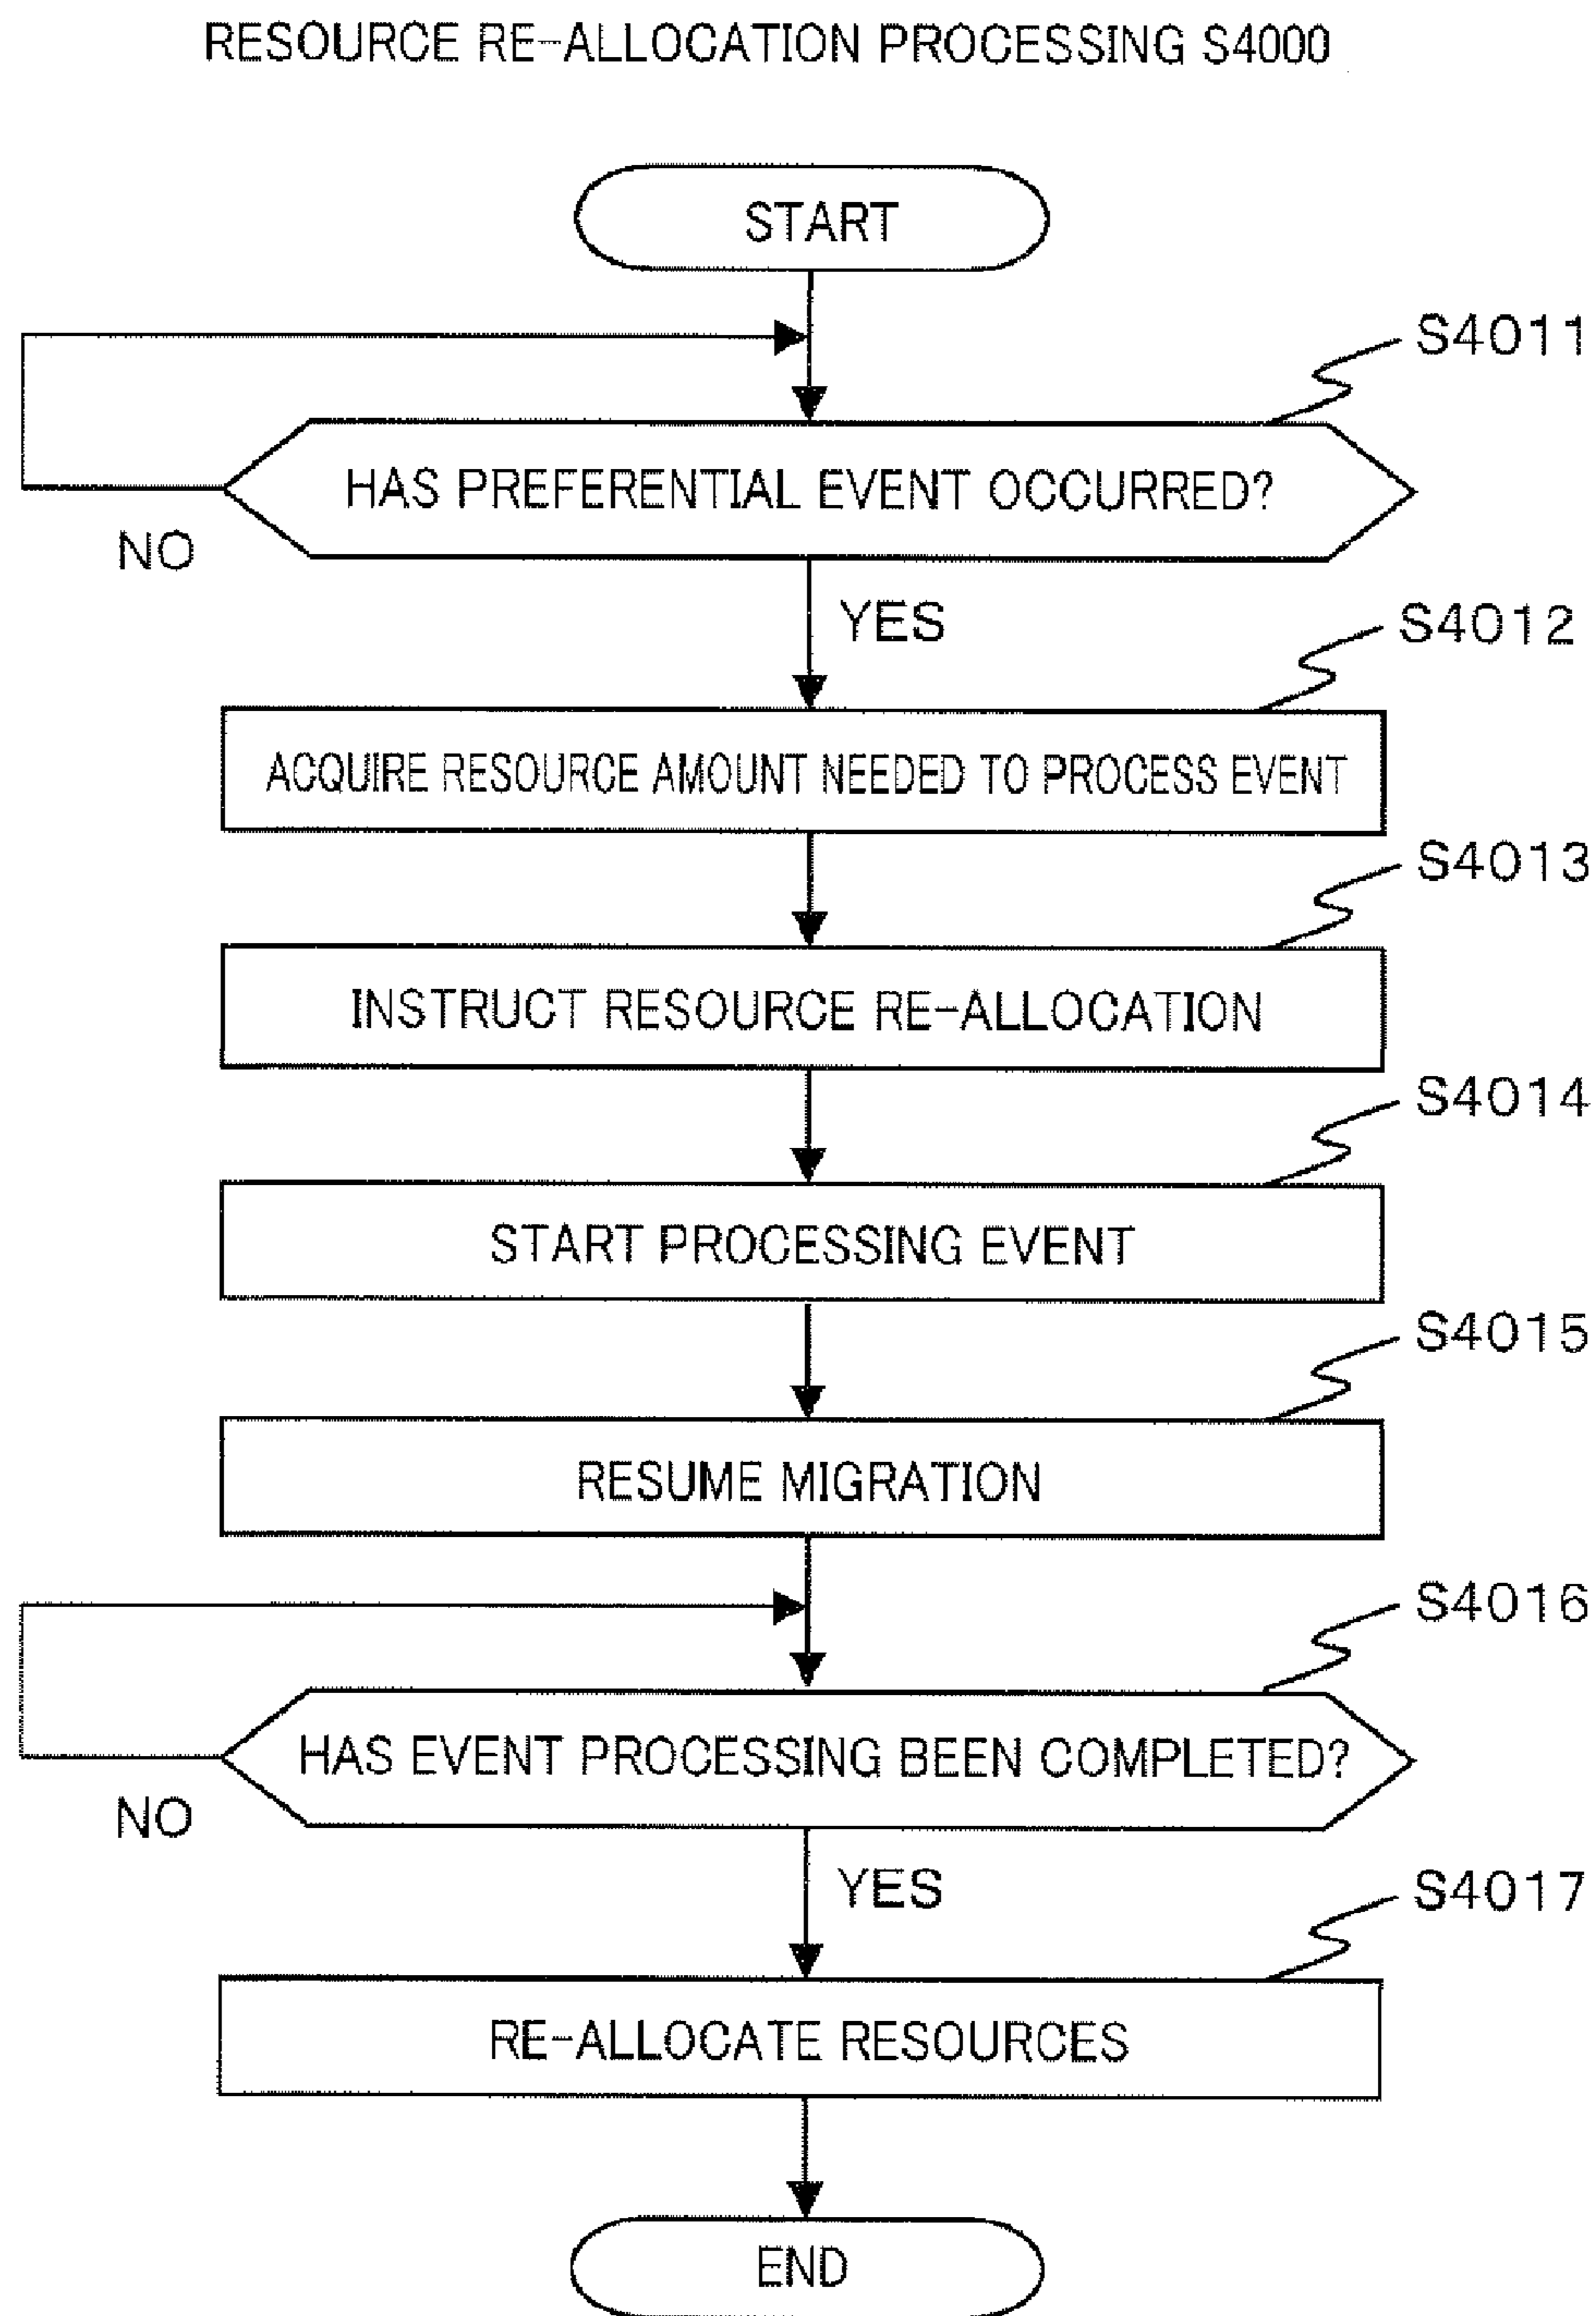 RESOURCE RE-ALLOCATION PROCESSING S4000
START
S4011
HAS PREFERENTIAL EVENT OCCURRED?
NO
YES
S4012
ACQUIRE RESOURCE AMOUNT NEEDED TO PROCESS EVENT
S4013
INSTRUCT RESOURCE RE-ALLOCATION
S4014
START PROCESSING EVENT
S4015
RESUME MIGRATION
S4016
HAS EVENT PROCESSING BEEN COMPLETED?
NO
YES
S4017
RE-ALLOCATE RESOURCES
END